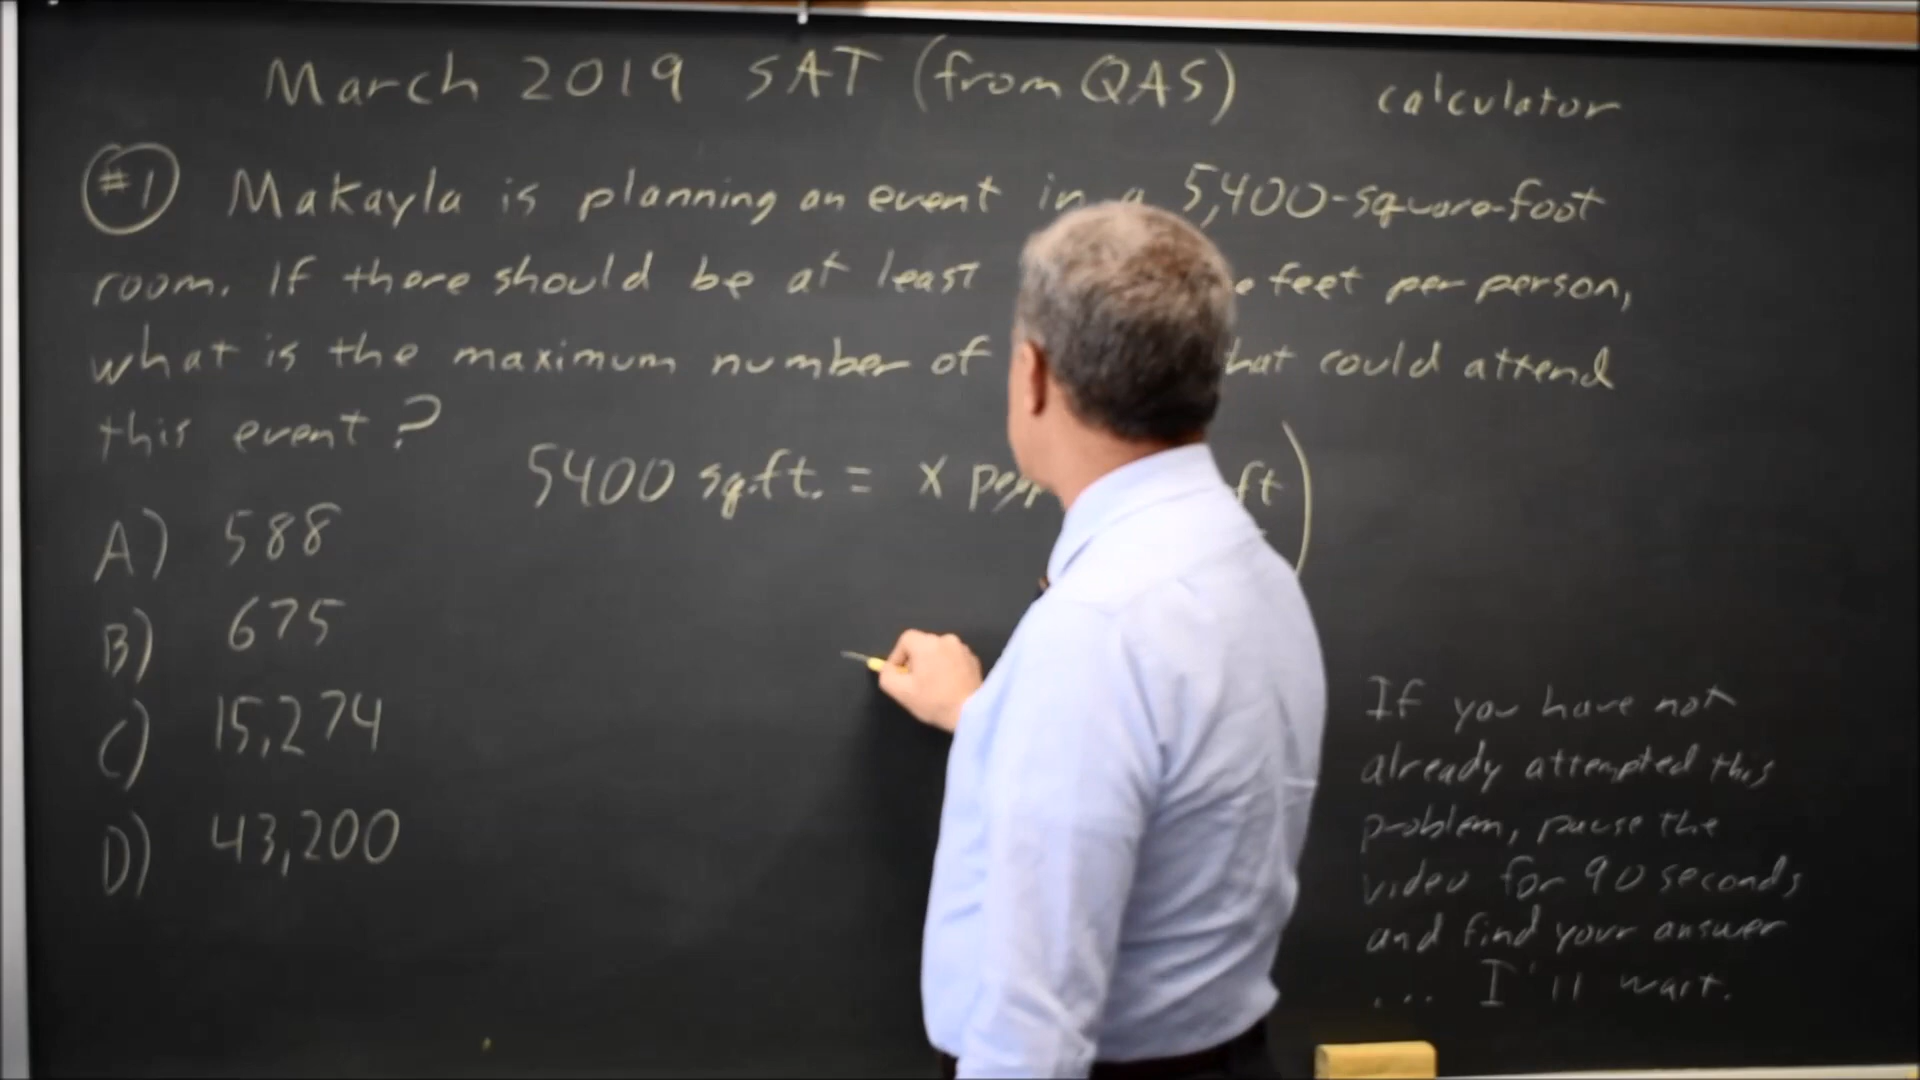 March 2019 SAT (from QAS) calculator
#1 Makayla is planning an event in a 5,400-square-foot
room. If there should be at least feet per person,
what is the maximum number of that could attend
this event?
5400 sq.ft. = x ft
A) 588
B) 675
C) 15,274
D) 43,200
If you have not
already attempted this
problem, pause the
video for 90 seconds
and find your answer
... I'll wait.